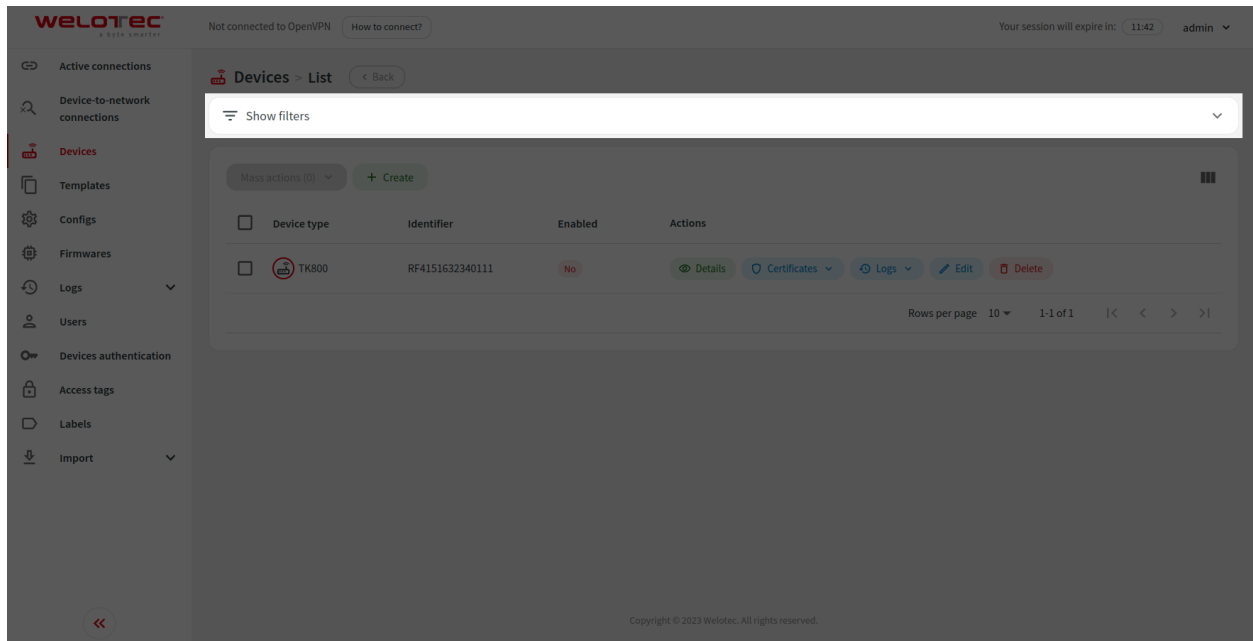 welotec
a byte smarter
Not connected to OpenVPN How to connect? Your session will expire in: 11:42 admin
Active connections
Device-to-network
connections
Devices
Templates
Configs
Firmwares
Logs
Users
Devices authentication
Access tags
Labels
Import
Devices > List < Back
Show filters
Mass actions (0) + Create
Device type Identifier Enabled Actions
TK800 RF4151632340111 No Details Certificates Logs Edit Delete
Rows per page 10 1-1 of 1
Copyright © 2023 Welotec. All rights reserved.